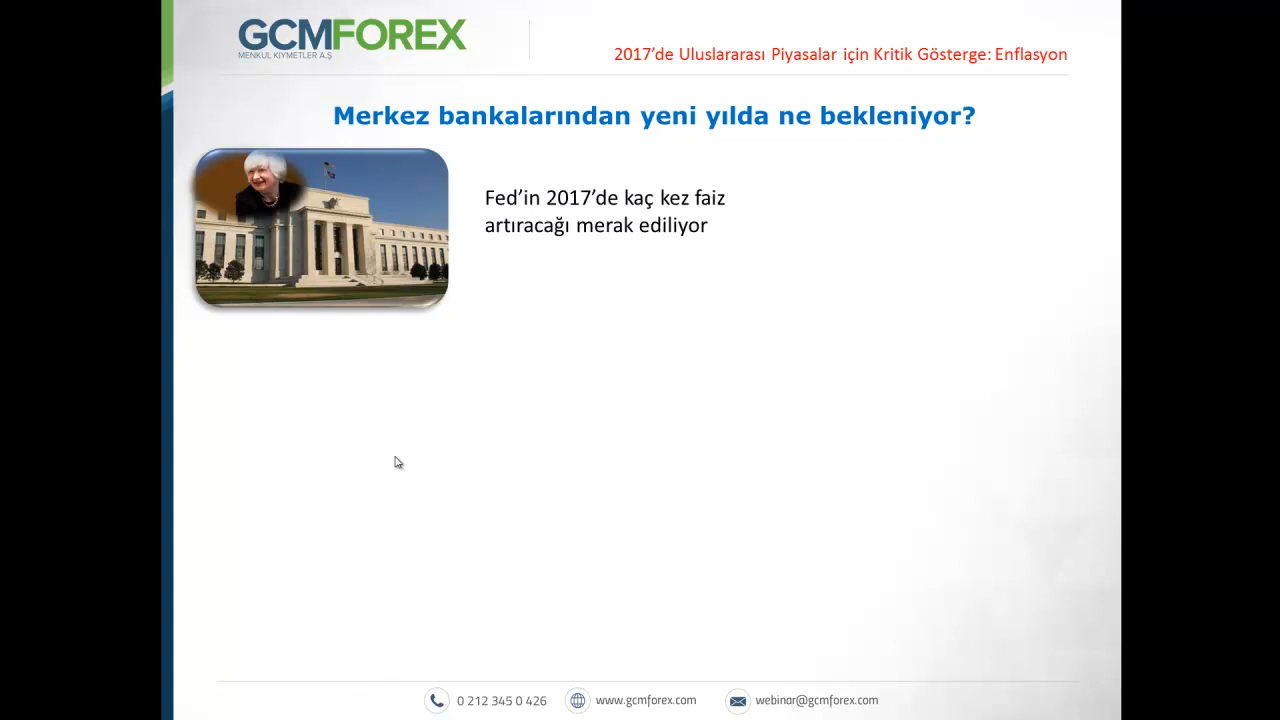 GCMFOREX
MENKUL KIYMETLER A.Ş
2017’de Uluslararası Piyasalar için Kritik Gösterge: Enflasyon
Merkez bankalarından yeni yılda ne bekleniyor?
Fed’in 2017’de kaç kez faiz
artıracağı merak ediliyor
0 212 345 0 426
www.gcmforex.com
webinar@gcmforex.com